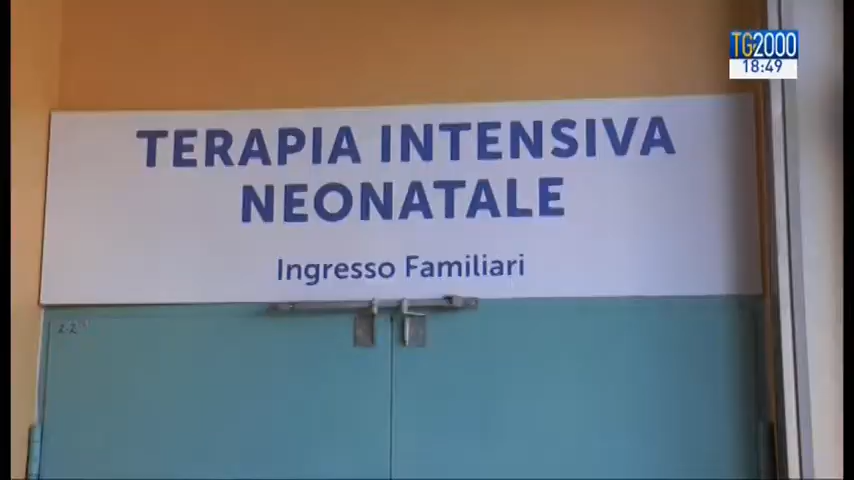 TG2000
18:49
TERAPIA INTENSIVA
NEONATALE
Ingresso Familiari